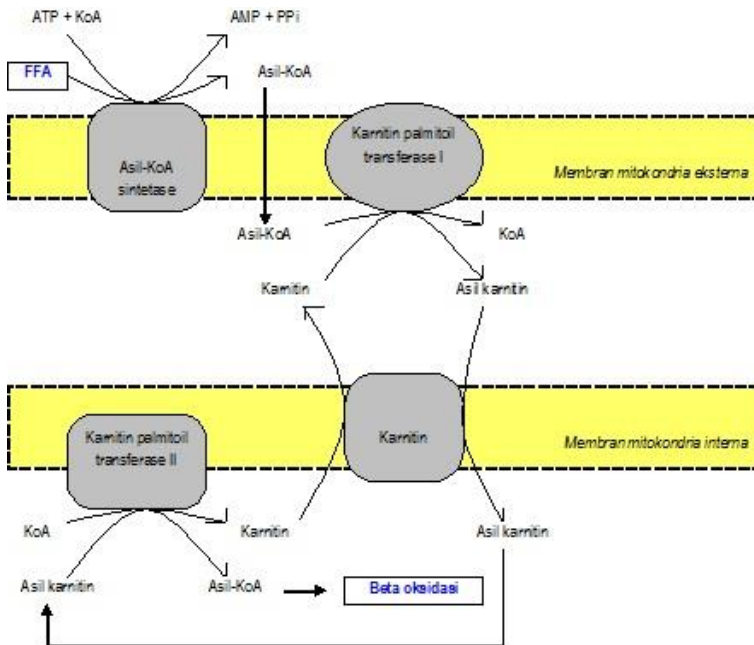 ATP + KoA
AMP + PPi
FFA
Asil-KoA
Asil-KoA
sintetase
Karnitin palmitoil
transferase I
Membran mitokondria eksterna
Asil-KoA
KoA
Karnitin
Asil karnitin
Karnitin palmitoil
transferase II
Karnitin
Membran mitokondria interna
KoA
Karnitin
Asil karnitin
Asil karnitin
Asil-KoA
Beta oksidasi